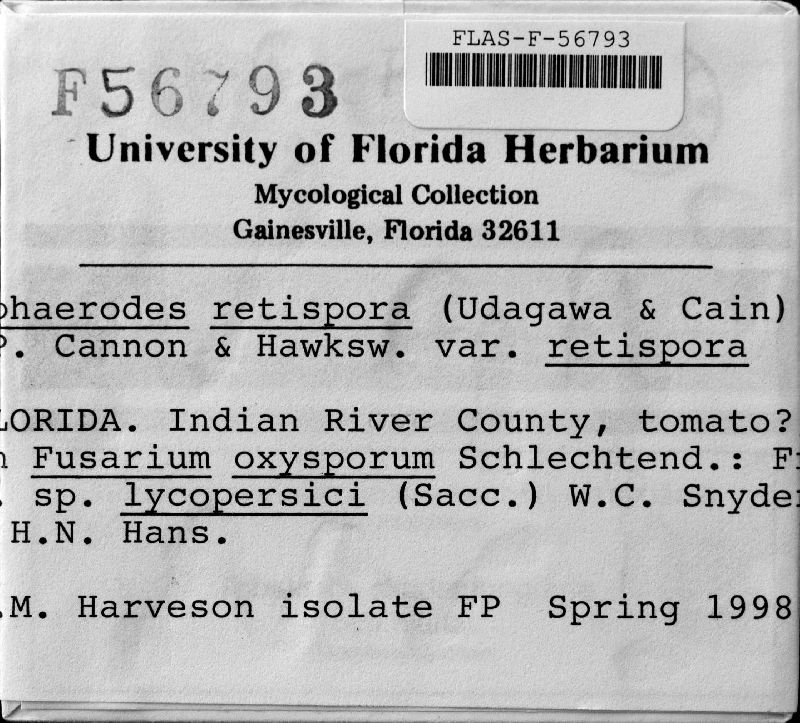 FLAS-F-56793
F56793
University of Florida Herbarium
Mycological Collection
Gainesville, Florida 32611
phaerodes retispora (Udagawa & Cain)
P. Cannon & Hawksw. var. retispora
LORIDA. Indian River County, tomato?
n Fusarium oxysporum Schlechtend.: F
. sp. lycopersici (Sacc.) W.C. Snyde
H.N. Hans.
.M. Harveson isolate FP Spring 1998